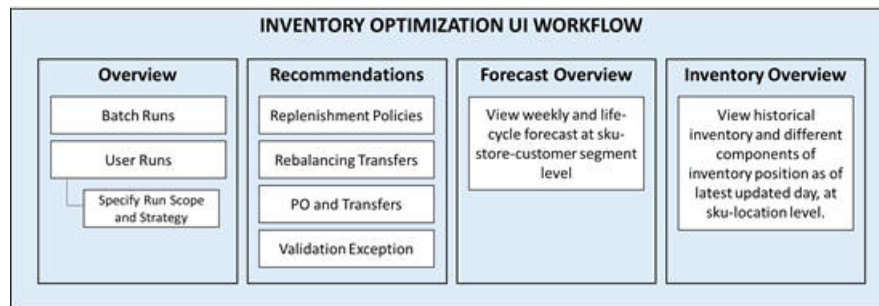 INVENTORY OPTIMIZATION UI WORKFLOW
Overview
Batch Runs
User Runs
Specify Run Scope
and Strategy
Recommendations
Replenishment Policies
Rebalancing Transfers
PO and Transfers
Validation Exception
Forecast Overview
View weekly and life-
cycle forecast at sku-
store-customer segment
level
Inventory Overview
View historical
inventory and different
components of
inventory position as of
latest updated day, at
sku-location level.